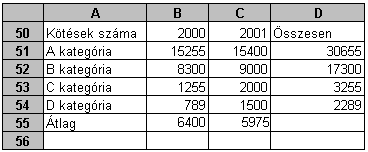 A B C D
50 Kötések száma 2000 2001 Összesen
51 A kategória 15255 15400 30655
52 B kategória 8300 9000 17300
53 C kategória 1255 2000 3255
54 D kategória 789 1500 2289
55 Átlag 6400 5975
56